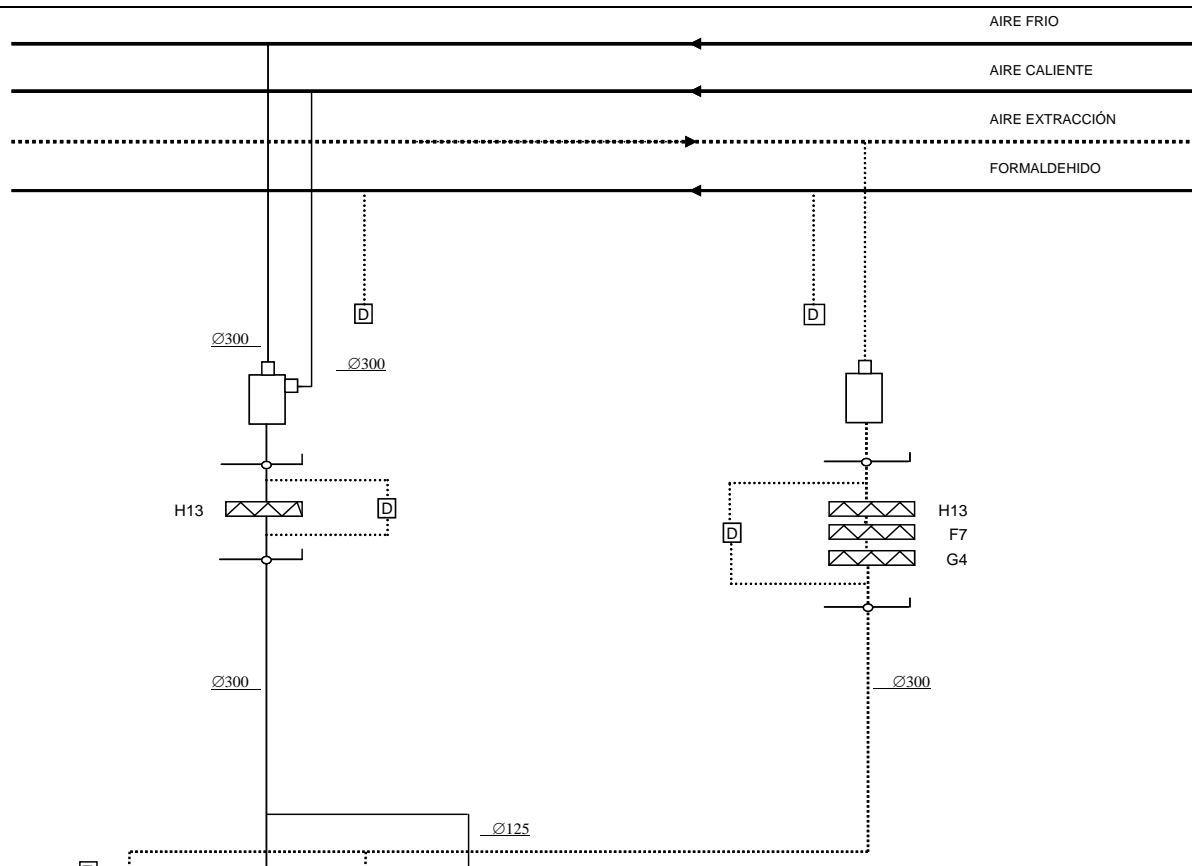 AIRE FRIO
AIRE CALIENTE
AIRE EXTRACCIÓN
FORMALDEHIDO
D
D
∅300
∅300
H13
D
H13
D
F7
G4
∅300
∅300
∅125